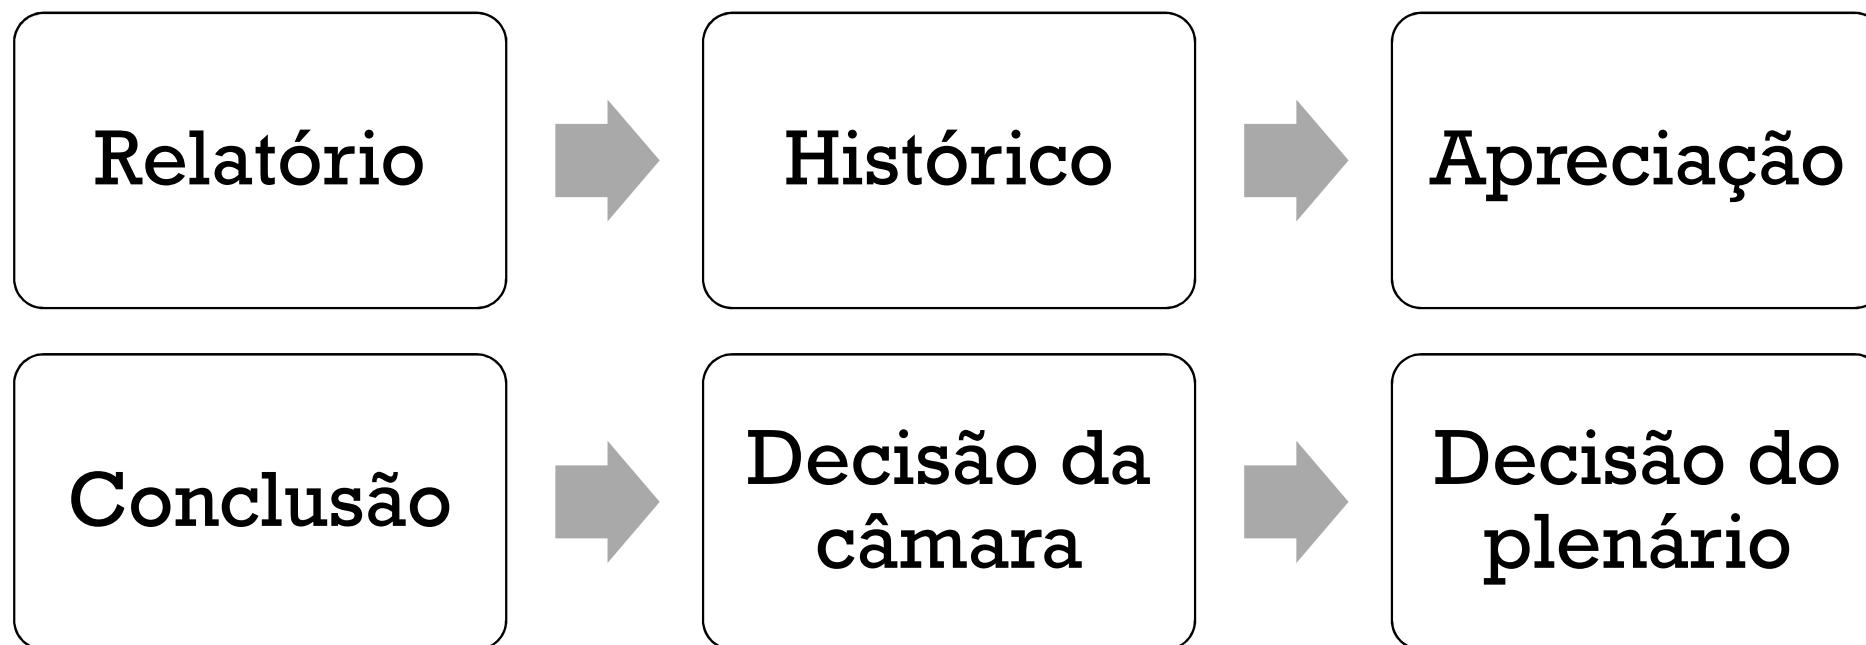 Relatório
Histórico
Apreciação
Conclusão
Decisão da
câmara
Decisão do
plenário